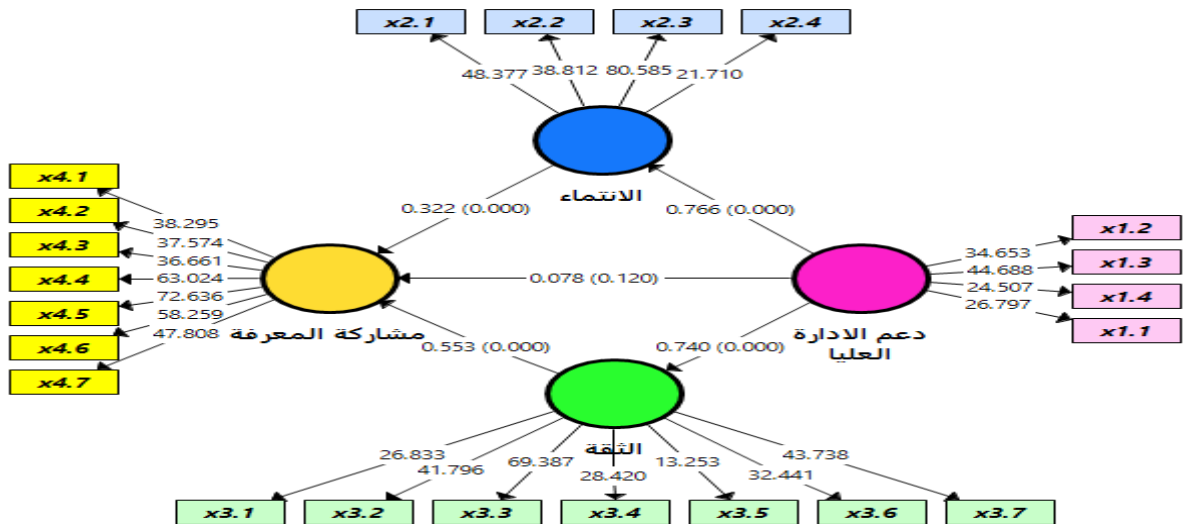 x2.1 x2.2 x2.3 x2.4
48.377 38.812 80.585 21.710
الانتماء
x4.1
x4.2
x4.3
x4.4
x4.5
x4.6
x4.7
38.295
37.574
36.661
63.024
72.636
58.259
47.808
0.322 (0.000)
0.766 (0.000)
0.078 (0.120)
مشاركة المعرفة
0.553 (0.000)
0.740 (0.000)
دعم الادارة
العليا
34.653
44.688
24.507
26.797
x1.2
x1.3
x1.4
x1.1
الثقة
26.833 41.796 69.387 28.420 13.253 32.441 43.738
x3.1 x3.2 x3.3 x3.4 x3.5 x3.6 x3.7